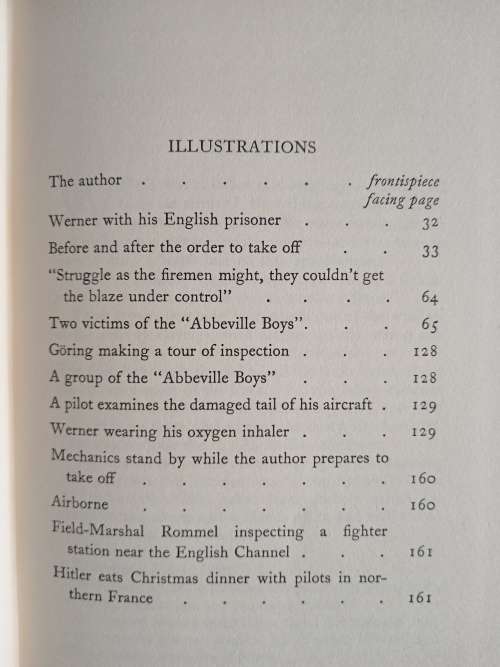 ILLUSTRATIONS
The author . . . . . . frontispiece
facing page
Werner with his English prisoner . . . 32
Before and after the order to take off . . 33
“Struggle as the firemen might, they couldn’t get
the blaze under control” . . . . 64
Two victims of the “Abbeville Boys”. . . 65
Göring making a tour of inspection . . . 128
A group of the “Abbeville Boys” . . . 128
A pilot examines the damaged tail of his aircraft . 129
Werner wearing his oxygen inhaler . . . 129
Mechanics stand by while the author prepares to
take off . . . . . . . 160
Airborne . . . . . . . 160
Field-Marshal Rommel inspecting a fighter
station near the English Channel . . . 161
Hitler eats Christmas dinner with pilots in nor-
thern France . . . . . . 161